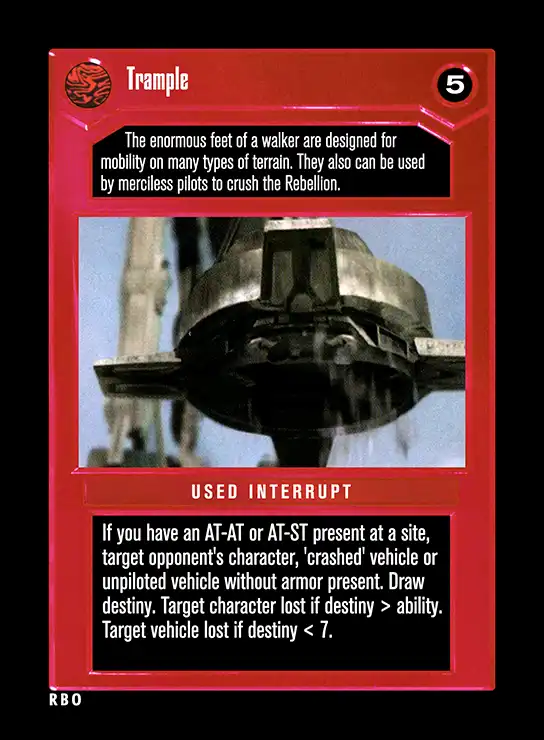 Trample
5
The enormous feet of a walker are designed for
mobility on many types of terrain. They also can be used
by merciless pilots to crush the Rebellion.
USED INTERRUPT
If you have an AT-AT or AT-ST present at a site,
target opponent's character, 'crashed' vehicle or
unpiloted vehicle without armor present. Draw
destiny. Target character lost if destiny > ability.
Target vehicle lost if destiny < 7.
RBO